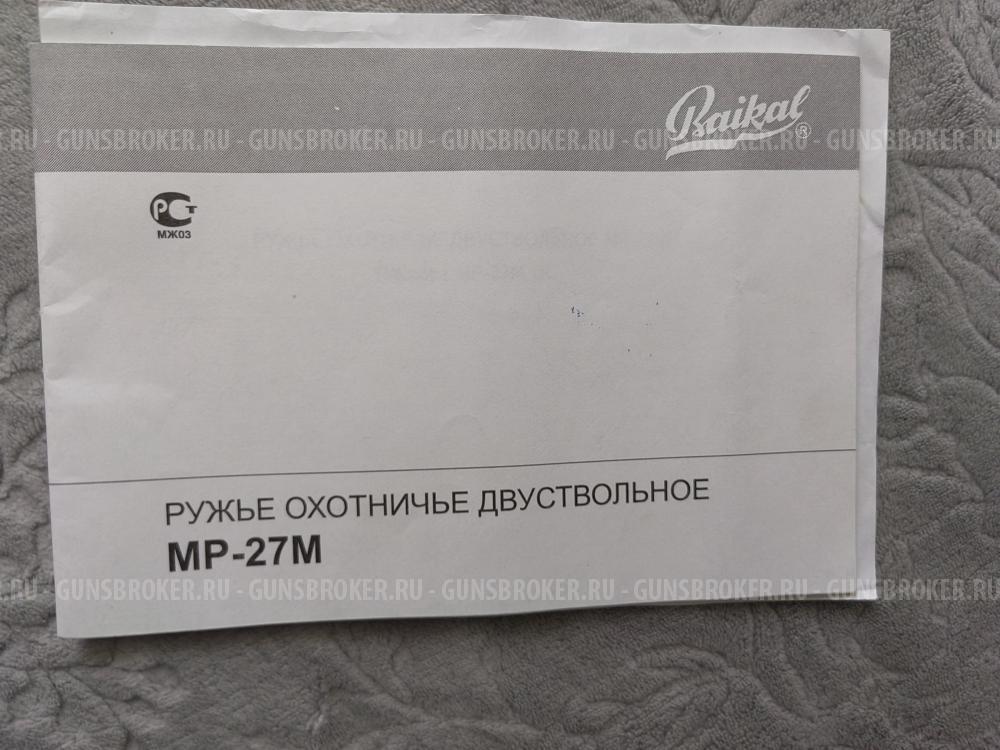 Baikal ®
РСТ
МЖ03
РУЖЬЕ ОХОТНИЧЬЕ ДВУСТВОЛЬНОЕ
МР-27М
.RU - GUNSBROKER.RU - GUNSBROKER.RU - GUNSBROKER.RU - GUNSBROKER.RU - GUNSBROKER.R
.RU - GUNSBROKER.RU - GUNSBROKER.RU - GUNSBROKER.RU - GUNSBROKER.RU - GUNSBROKER.R